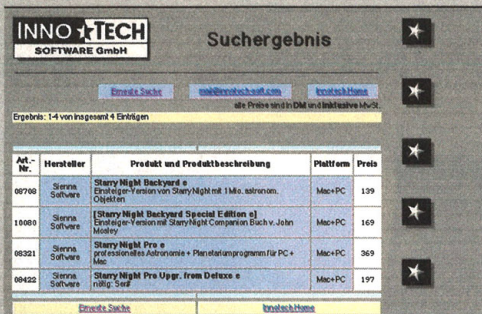 INNO TECH
SOFTWARE GmbH
Suchergebnis
Erneute Suche mail@innotech-soft.com Innotech Home
alle Preise sind in DM und inklusive MwSt.
Ergebnis: 1-4 von insgesamt 4 Einträgen
Art.-Nr. Hersteller Produkt und Produktbeschreibung Plattform Preis
08708 Sienna Software Starry Night Backyard e Mac+PC 139
Einsteiger-Version von Starry Night mit 1 Mio. astronom.
Objekten
10080 Sienna Software [Starry Night Backyard Special Edition e] Mac+PC 169
Einsteiger-Version mit Starry Night Companion Buch v. John
Mosley
08321 Sienna Software Starry Night Pro e Mac+PC 369
professionelles Astronomie + Planetariumprogramm für PC +
Mac
08422 Sienna Software Starry Night Pro Upgr. from Deluxe e Mac+PC 197
nötig: Ser#
Erneute Suche Innotech Home